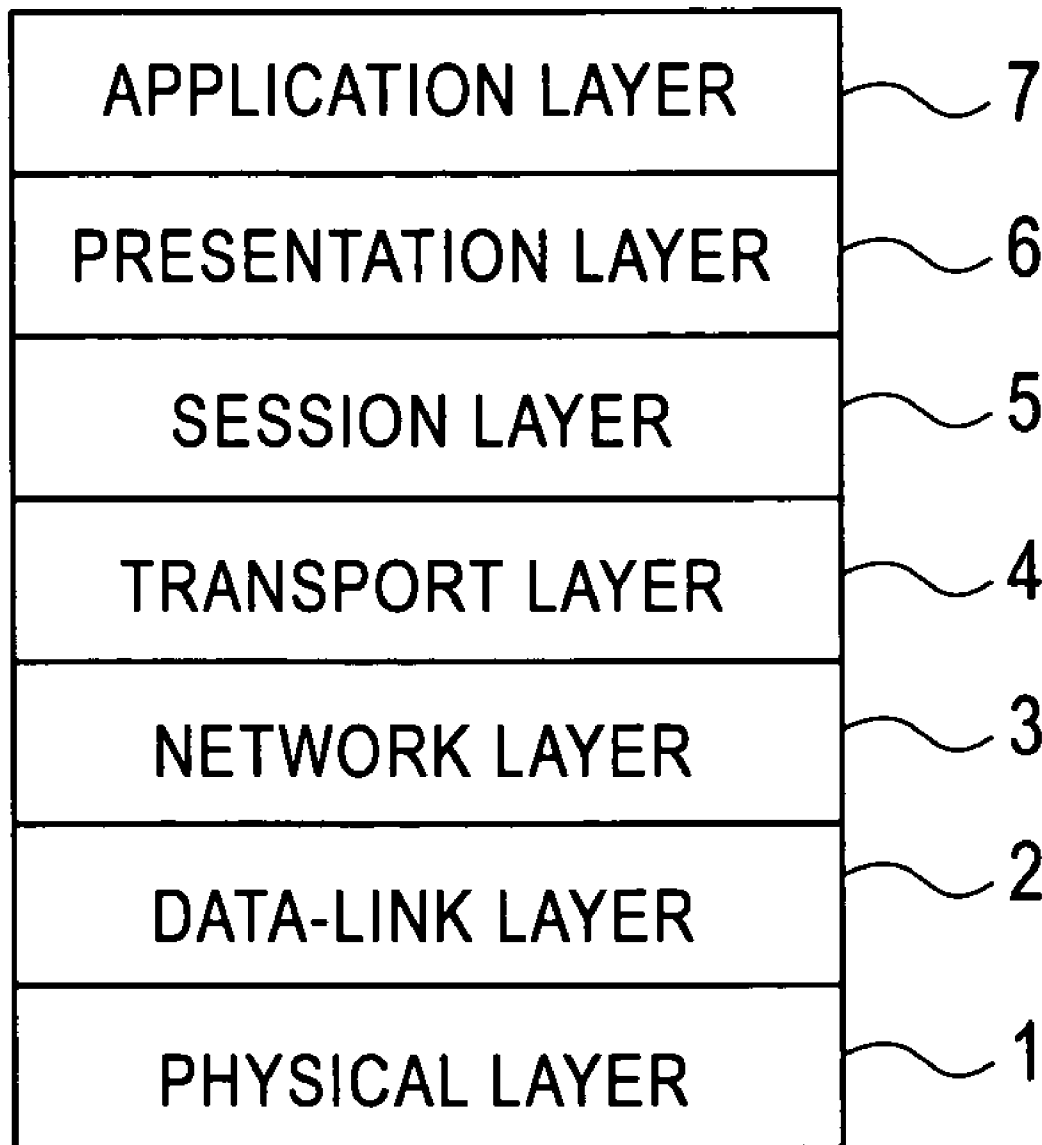 APPLICATION LAYER 7
PRESENTATION LAYER 6
SESSION LAYER 5
TRANSPORT LAYER 4
NETWORK LAYER 3
DATA-LINK LAYER 2
PHYSICAL LAYER 1